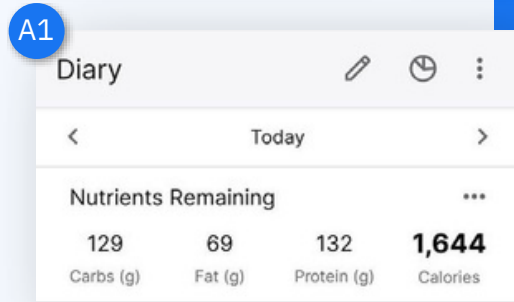 A1
Diary
Today
Nutrients Remaining
129 69 132 1,644
Carbs (g) Fat (g) Protein (g) Calories